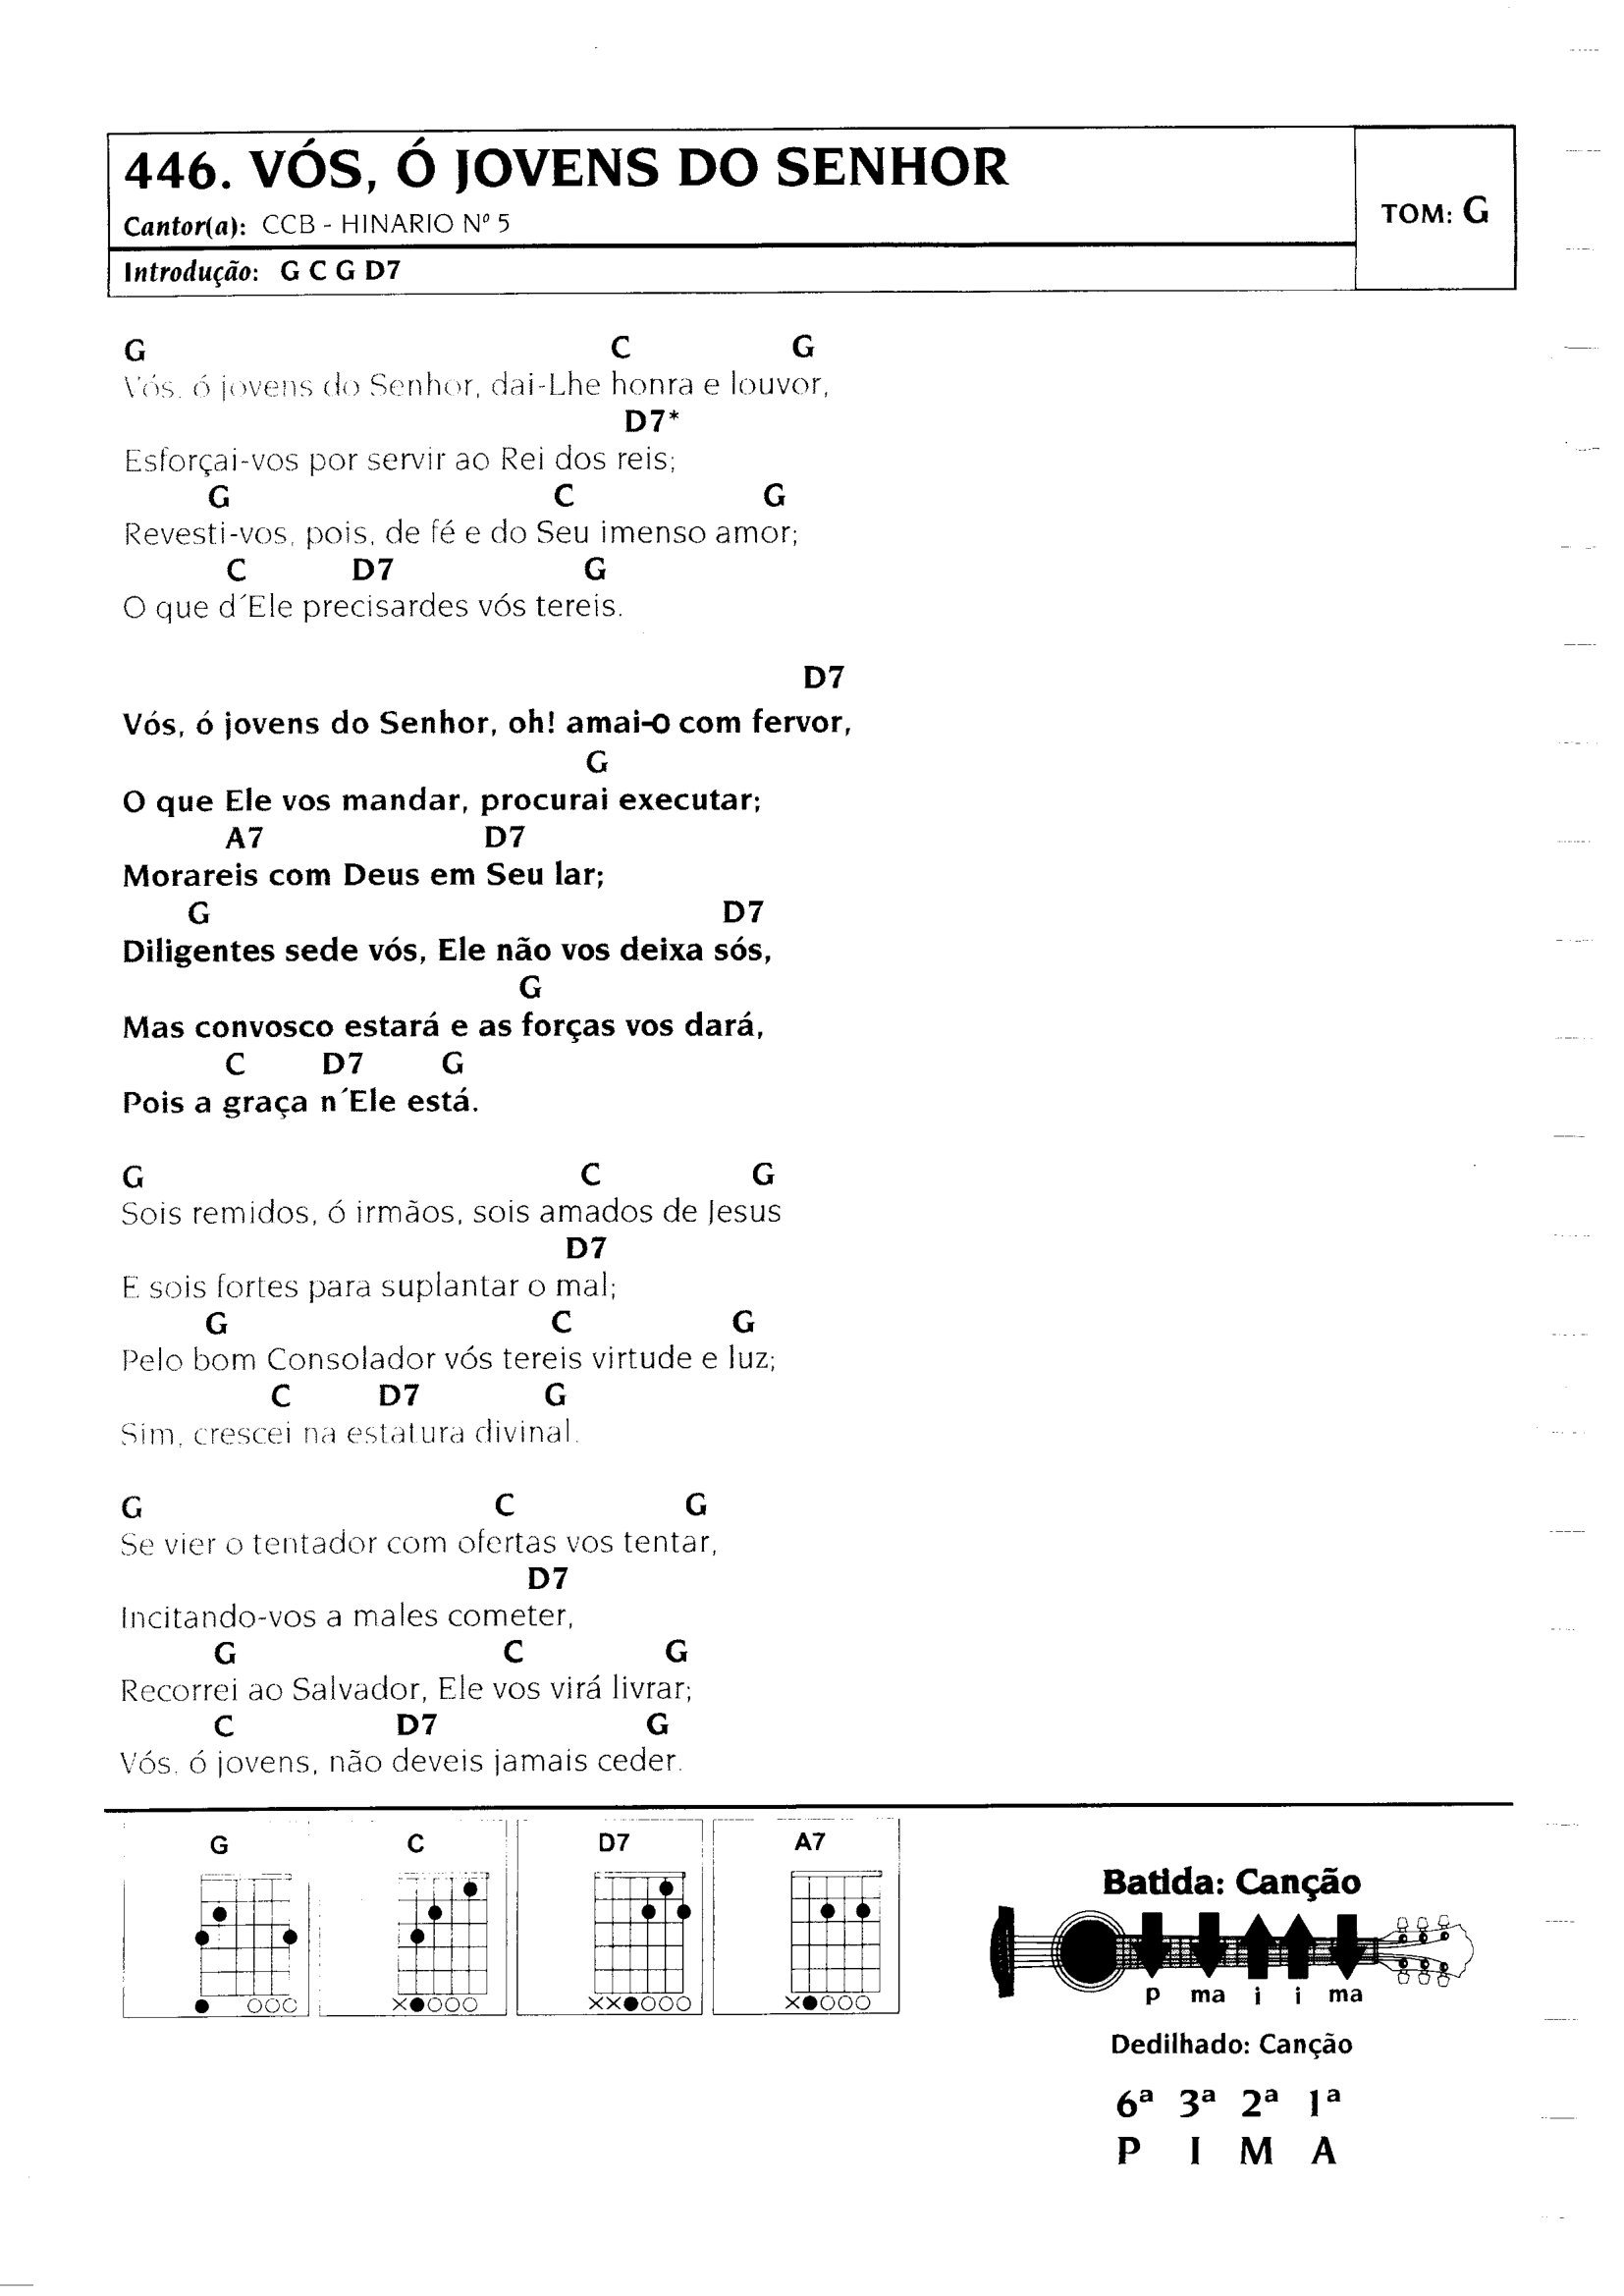 446. VÓS, Ó JOVENS DO SENHOR
Cantor(a): CCB - HINARIO Nº 5
TOM: G
Introdução: G C G D7
G C G
Vós, ó jovens do Senhor, dai-Lhe honra e louvor,
D7*
Esforçai-vos por servir ao Rei dos reis;
G C G
Revesti-vos, pois, de fé e do Seu imenso amor;
C D7 G
O que d´Ele precisardes vós tereis.
D7
Vós, ó jovens do Senhor, oh! amai-O com fervor,
G
O que Ele vos mandar, procurai executar;
A7 D7
Morareis com Deus em Seu lar;
G D7
Diligentes sede vós, Ele não vos deixa sós,
G
Mas convosco estará e as forças vos dará,
C D7 G
Pois a graça n´Ele está.
G C G
Sois remidos, ó irmãos, sois amados de Jesus
D7
E sois fortes para suplantar o mal;
G C G
Pelo bom Consolador vós tereis virtude e luz;
C D7 G
Sim, crescei na estatura divinal.
G C G
Se vier o tentador com ofertas vos tentar,
D7
Incitando-vos a males cometer,
G C G
Recorrei ao Salvador, Ele vos virá livrar;
C D7 G
Vós, ó jovens, não deveis jamais ceder.
G C D7 A7
Batida: Canção
p ma i i ma
Dedilhado: Canção
6ª 3ª 2ª 1ª
P I M A